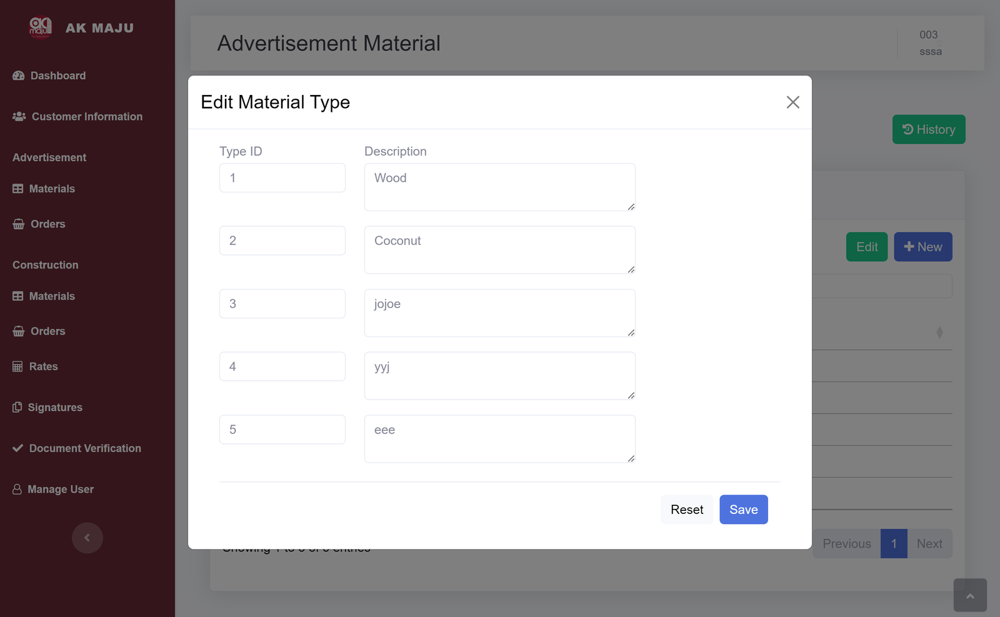 AK MAJU
Dashboard
Customer Information
Advertisement
Materials
Orders
Construction
Materials
Orders
Rates
Signatures
Document Verification
Manage User
Advertisement Material
003
sssa
History
Edit
New
Edit Material Type
Type ID
Description
1
Wood
2
Coconut
3
jojoe
4
yyj
5
eee
Reset
Save
Previous
1
Next